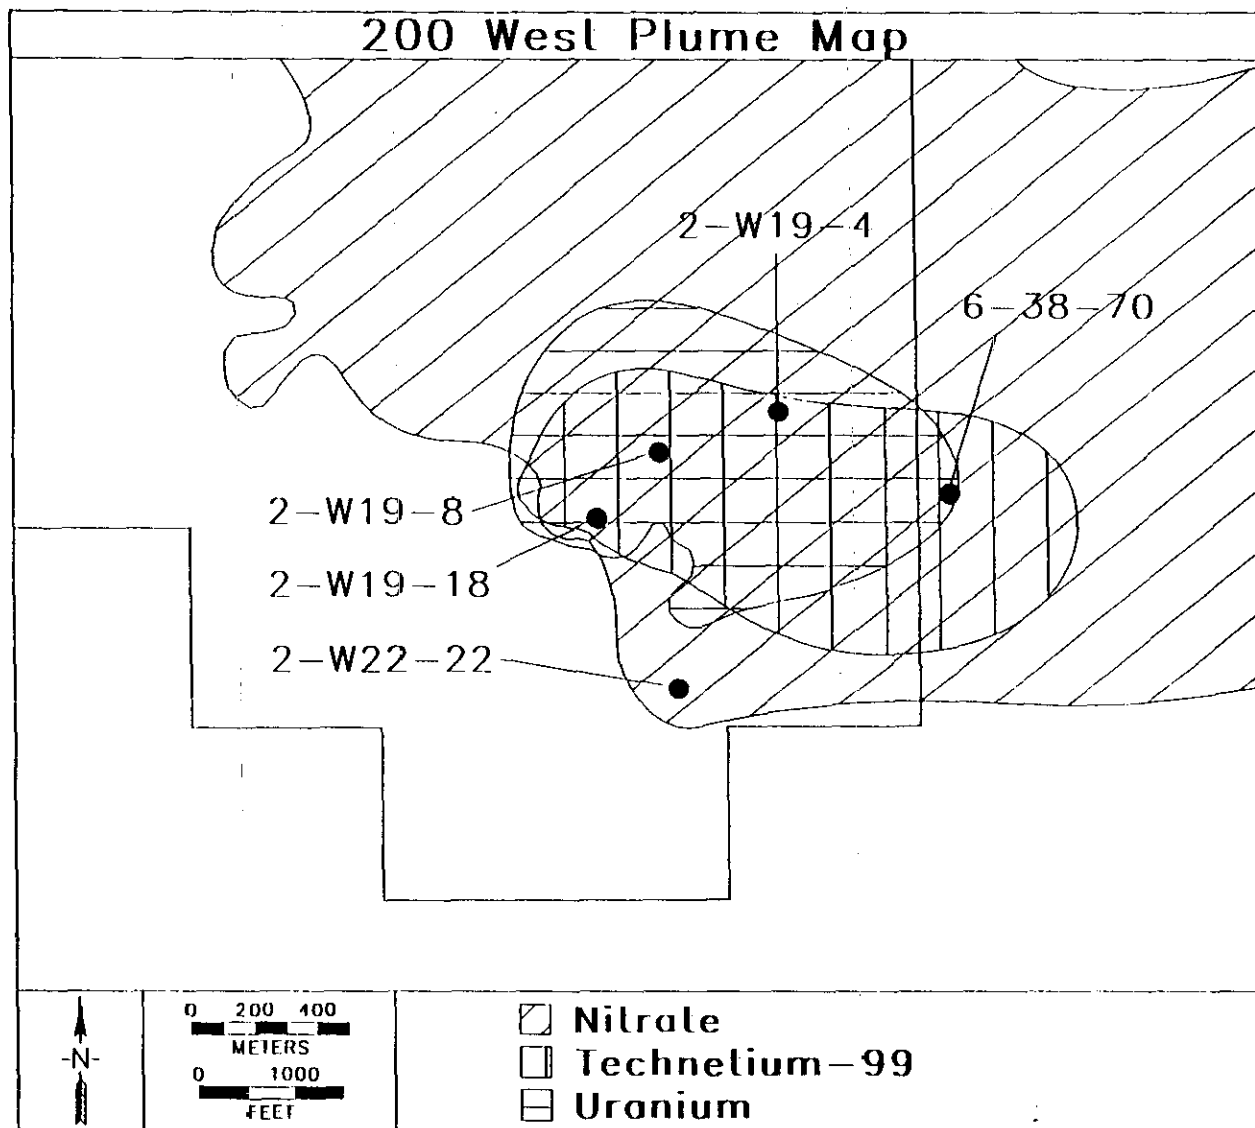 200 West Plume Map
2-W19-4
6-38-70
2-W19-8
2-W19-18
2-W22-22
-N-
0 200 400
METERS
0 1000
FEET
Nitrate
Technetium-99
Uranium